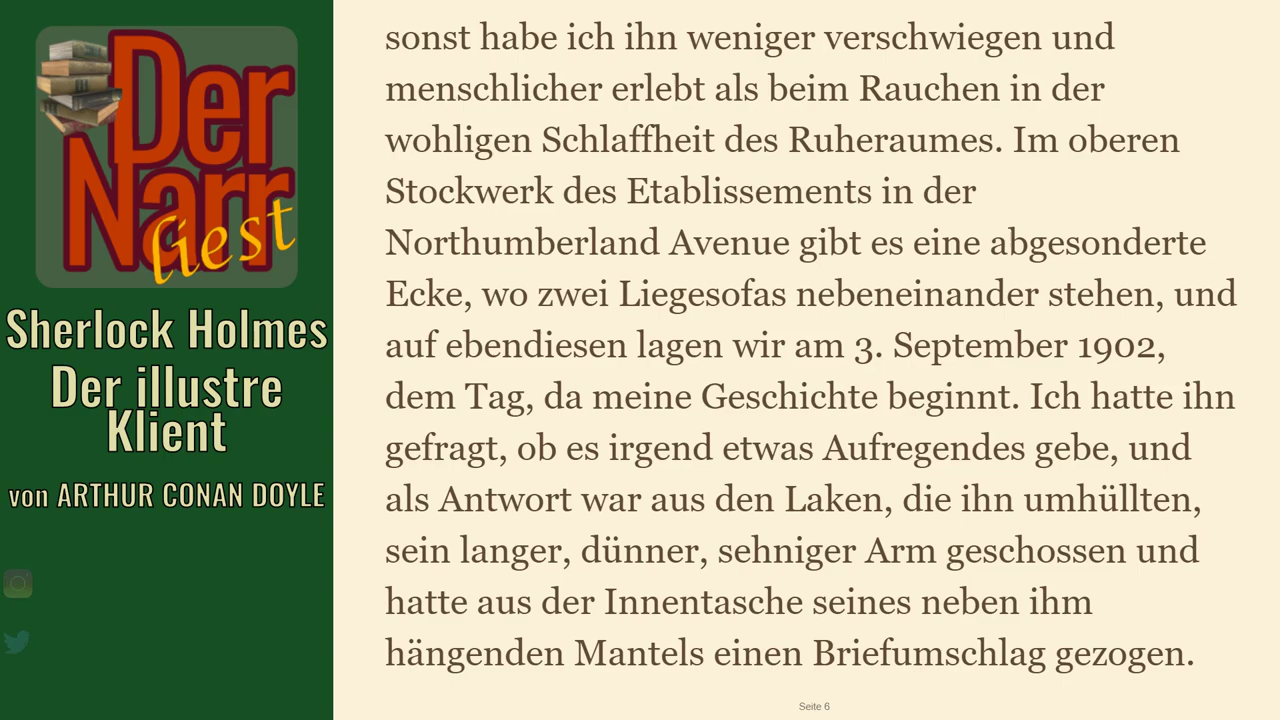 Der
Narr
liest
Sherlock Holmes
Der illustre
Klient
von ARTHUR CONAN DOYLE
sonst habe ich ihn weniger verschwiegen und
menschlicher erlebt als beim Rauchen in der
wohligen Schlaffheit des Ruheraumes. Im oberen
Stockwerk des Etablissements in der
Northumberland Avenue gibt es eine abgesonderte
Ecke, wo zwei Liegesofas nebeneinander stehen, und
auf ebendiesen lagen wir am 3. September 1902,
dem Tag, da meine Geschichte beginnt. Ich hatte ihn
gefragt, ob es irgend etwas Aufregendes gebe, und
als Antwort war aus den Laken, die ihn umhüllten,
sein langer, dünner, sehniger Arm geschossen und
hatte aus der Innentasche seines neben ihm
hängenden Mantels einen Briefumschlag gezogen.
Seite 6